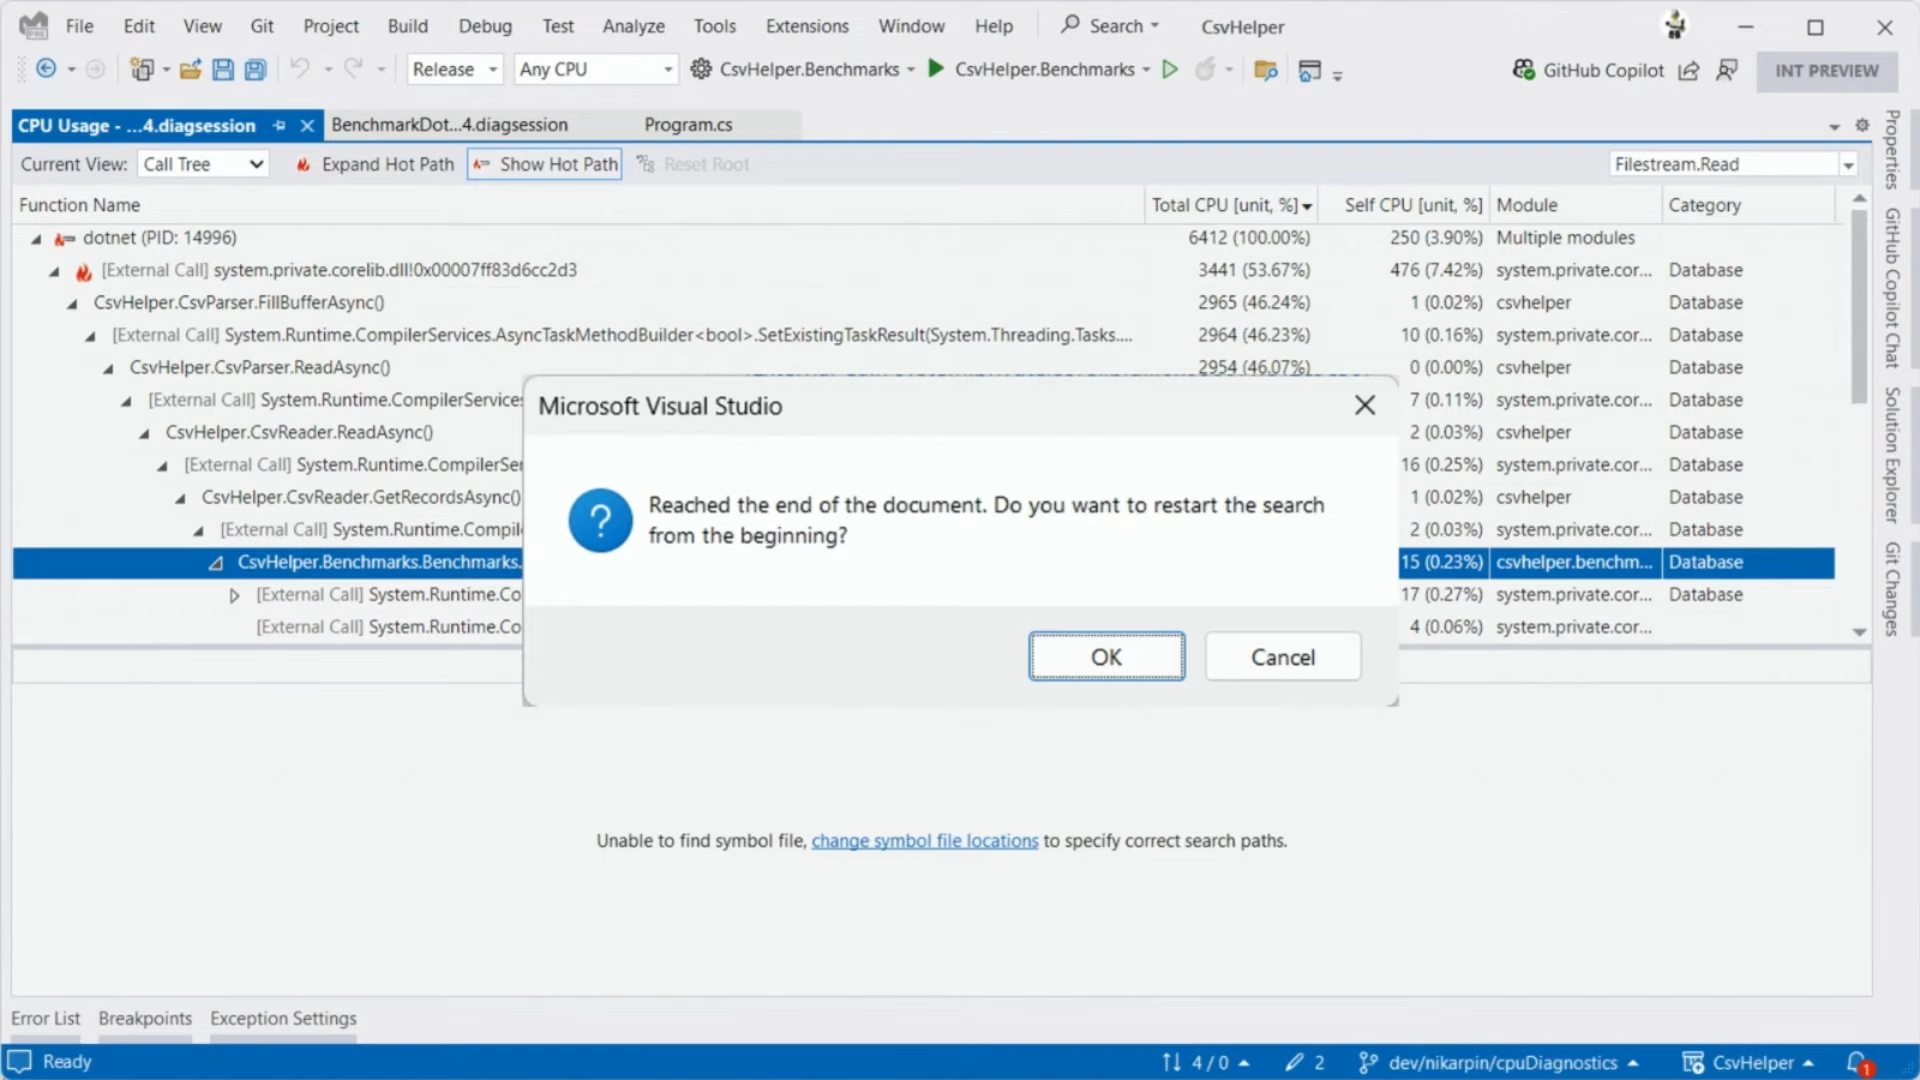 File Edit View Git Project Build Debug Test Analyze Tools Extensions Window Help Search CsvHelper
Release Any CPU CsvHelper.Benchmarks CsvHelper.Benchmarks GitHub Copilot INT PREVIEW
CPU Usage - ...4.diagsession BenchmarkDot...4.diagsession Program.cs
Current View: Call Tree Expand Hot Path Show Hot Path Reset Root Filestream.Read
Function Name Total CPU [unit, %] Self CPU [unit, %] Module Category
dotnet (PID: 14996) 6412 (100.00%) 250 (3.90%) Multiple modules
[External Call] system.private.corelib.dll!0x00007ff83d6cc2d3 3441 (53.67%) 476 (7.42%) system.private.cor... Database
CsvHelper.CsvParser.FillBufferAsync() 2965 (46.24%) 1 (0.02%) csvhelper Database
[External Call] System.Runtime.CompilerServices.AsyncTaskMethodBuilder<bool>.SetExistingTaskResult(System.Threading.Tasks.... 2964 (46.23%) 10 (0.16%) system.private.cor... Database
CsvHelper.CsvParser.ReadAsync() 2954 (46.07%) 0 (0.00%) csvhelper Database
[External Call] System.Runtime.CompilerServices 7 (0.11%) system.private.cor... Database
CsvHelper.CsvReader.ReadAsync() 2 (0.03%) csvhelper Database
[External Call] System.Runtime.CompilerSer 16 (0.25%) system.private.cor... Database
CsvHelper.CsvReader.GetRecordsAsync() 1 (0.02%) csvhelper Database
[External Call] System.Runtime.Compil 2 (0.03%) system.private.cor... Database
CsvHelper.Benchmarks.Benchmarks. 15 (0.23%) csvhelper.benchm... Database
[External Call] System.Runtime.Co 17 (0.27%) system.private.cor... Database
[External Call] System.Runtime.Co 4 (0.06%) system.private.cor...
Microsoft Visual Studio
Reached the end of the document. Do you want to restart the search
from the beginning?
OK Cancel
Unable to find symbol file, change symbol file locations to specify correct search paths.
Properties
GitHub Copilot Chat
Solution Explorer
Git Changes
Error List Breakpoints Exception Settings
Ready 4 / 0 2 dev/nikarpin/cpuDiagnostics CsvHelper 1